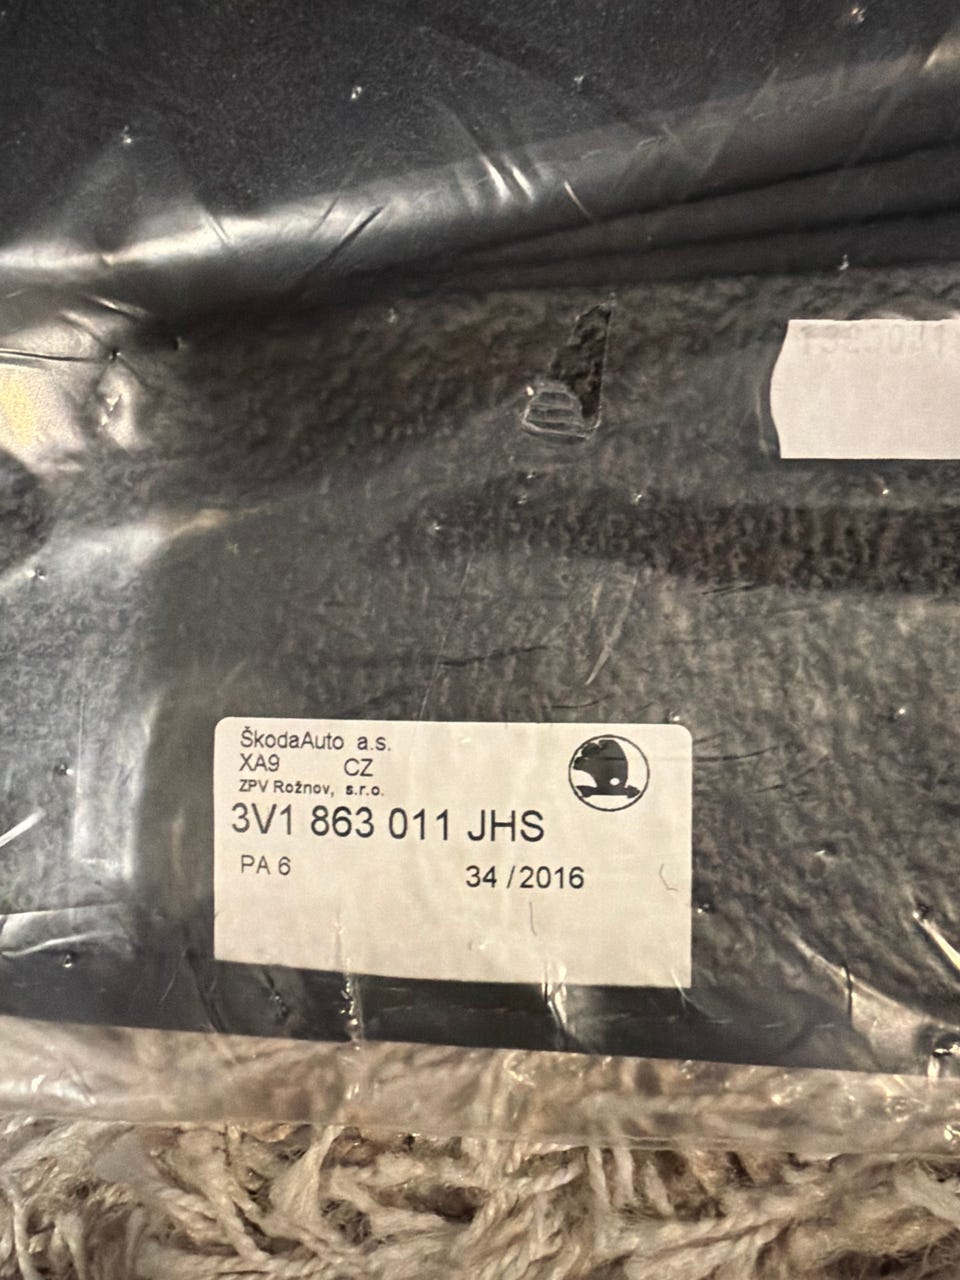 ŠkodaAuto a.s.
XA9 CZ
ZPV Rožnov, s.r.o.
3V1 863 011 JHS
PA 6 34 /2016